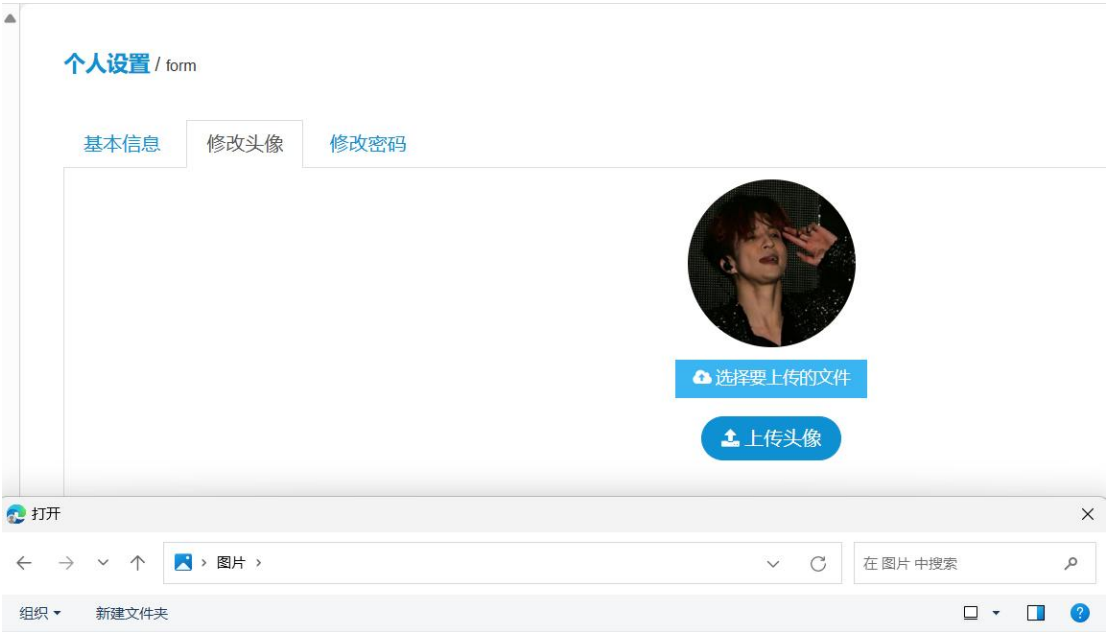 个人设置 / form
基本信息 修改头像 修改密码
选择要上传的文件
上传头像
打开
图片
在 图片 中搜索
组织 新建文件夹